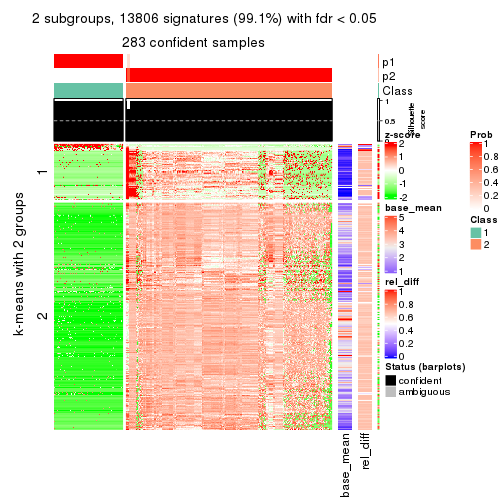 2 subgroups, 13806 signatures (99.1%) with fdr < 0.05
283 confident samples
p1
p2
Class
1
0.5
0
Silhouette
score
z-score
2
1
0
-1
-2
base_mean
5
4
3
2
1
rel_diff
1
0.8
0.6
0.4
0.2
0
Status (barplots)
confident
ambiguous
Prob
1
0.8
0.6
0.4
0.2
0
Class
1
2
k-means with 2 groups
1
2
base_mean
rel_diff